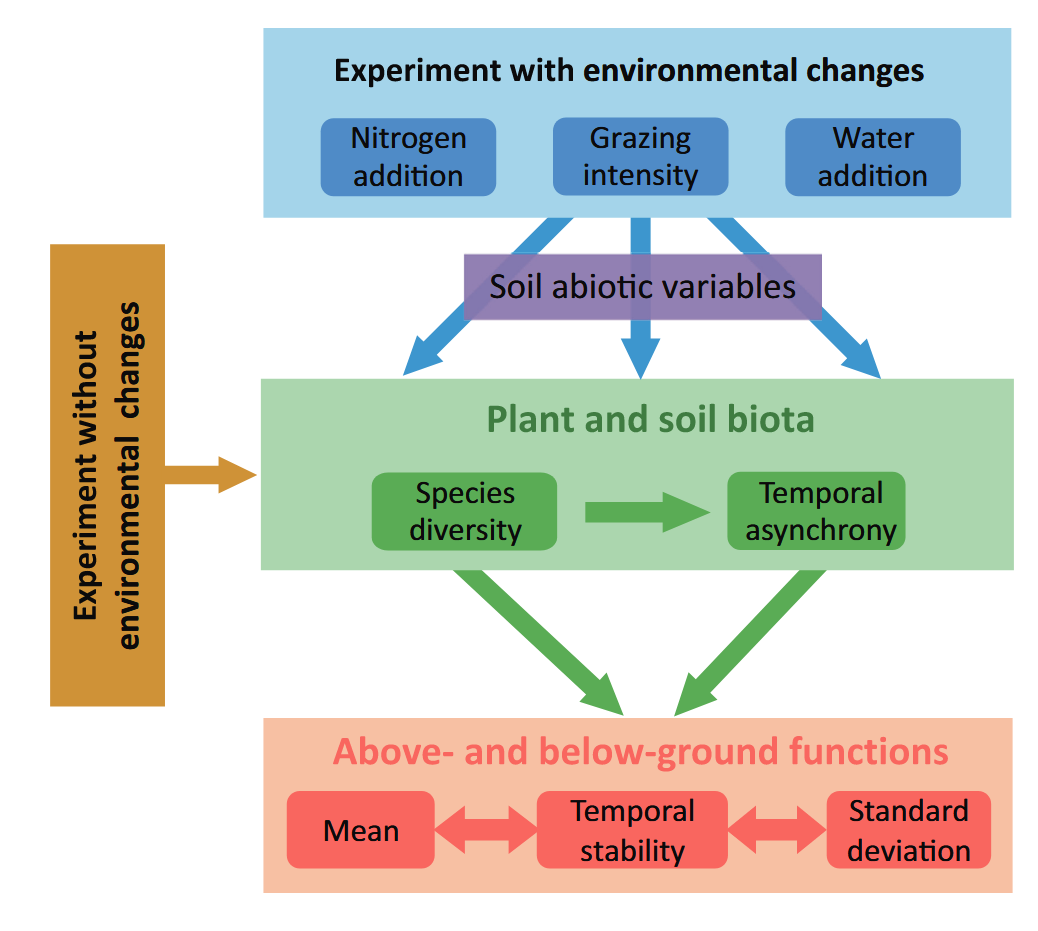 Experiment with environmental changes
Nitrogen
addition
Grazing
intensity
Water
addition
Soil abiotic variables
Experiment without
environmental changes
Plant and soil biota
Species
diversity
Temporal
asynchrony
Above- and below-ground functions
Mean
Temporal
stability
Standard
deviation